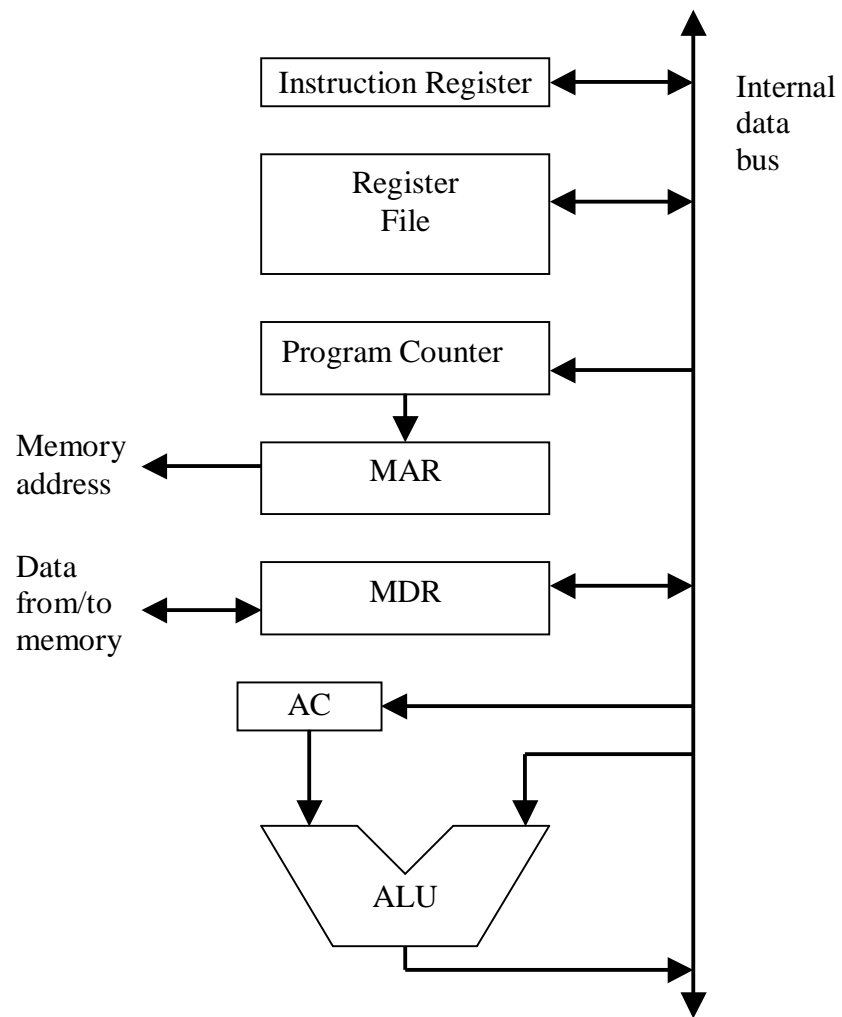 Instruction Register
Internal
data
bus
Register
File
Program Counter
Memory
address
MAR
Data
from/to
memory
MDR
AC
ALU